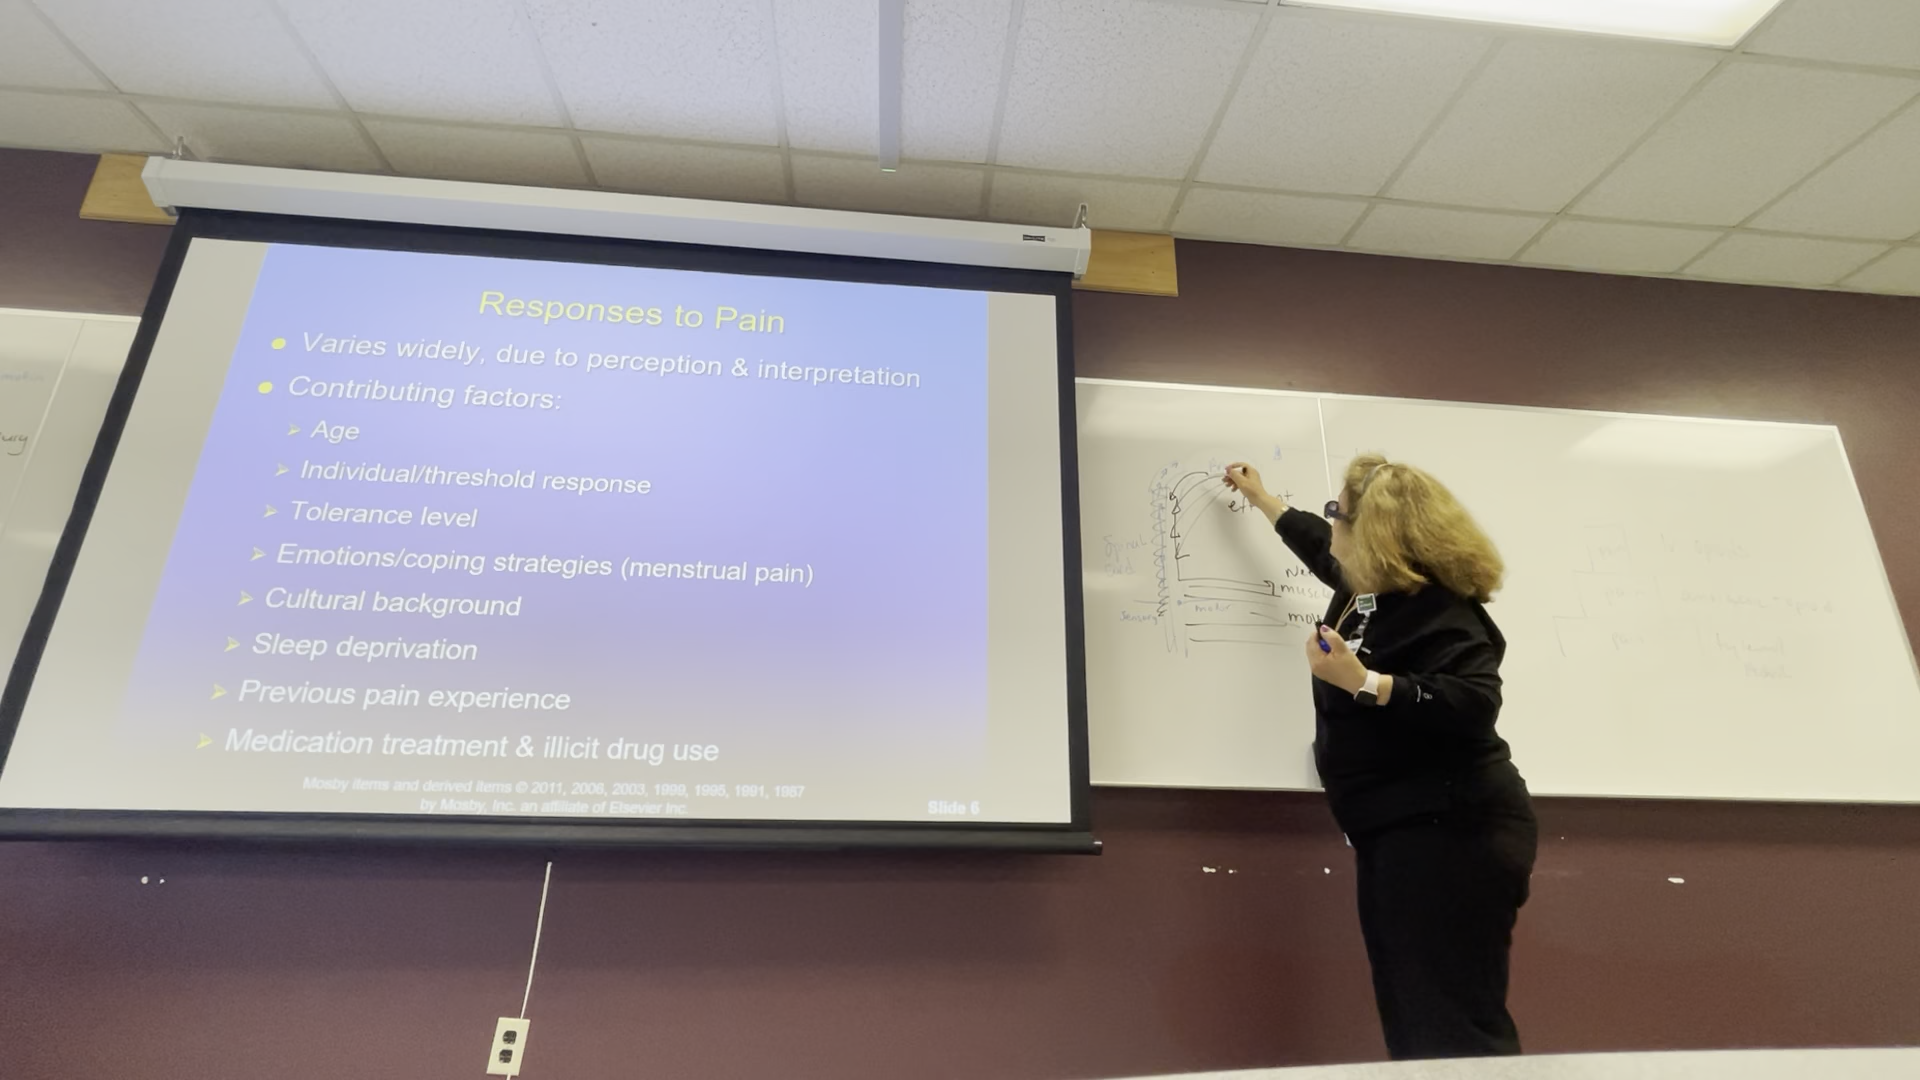 Responses to Pain
Varies widely, due to perception & interpretation
Contributing factors:
Age
Individual/threshold response
Tolerance level
Emotions/coping strategies (menstrual pain)
Cultural background
Sleep deprivation
Previous pain experience
Medication treatment & illicit drug use
Mosby items and derived items © 2011, 2006, 2003, 1999, 1995, 1991, 1987
by Mosby, Inc. an affiliate of Elsevier Inc.
Slide 6
Spinal
Cord
muscle
Sensory
motor